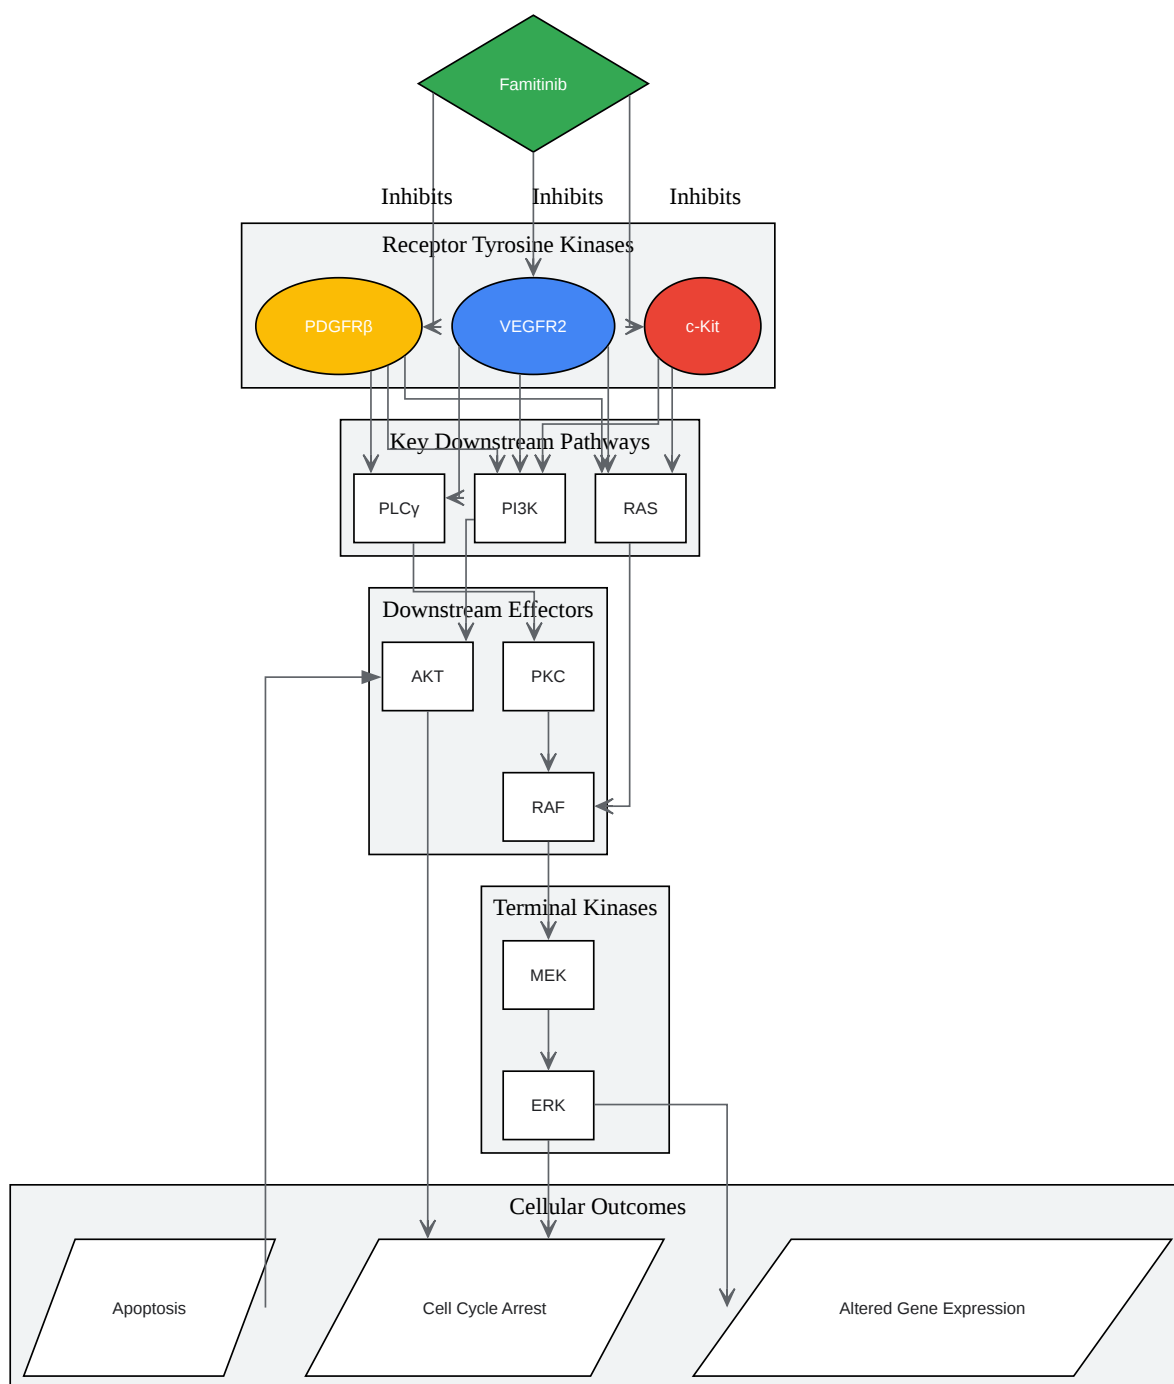 Famitinib
Inhibits
Inhibits
Inhibits
Receptor Tyrosine Kinases
PDGFRβ
VEGFR2
c-Kit
Key Downstream Pathways
PLCγ
PI3K
RAS
Downstream Effectors
AKT
PKC
RAF
Terminal Kinases
MEK
ERK
Cellular Outcomes
Apoptosis
Cell Cycle Arrest
Altered Gene Expression